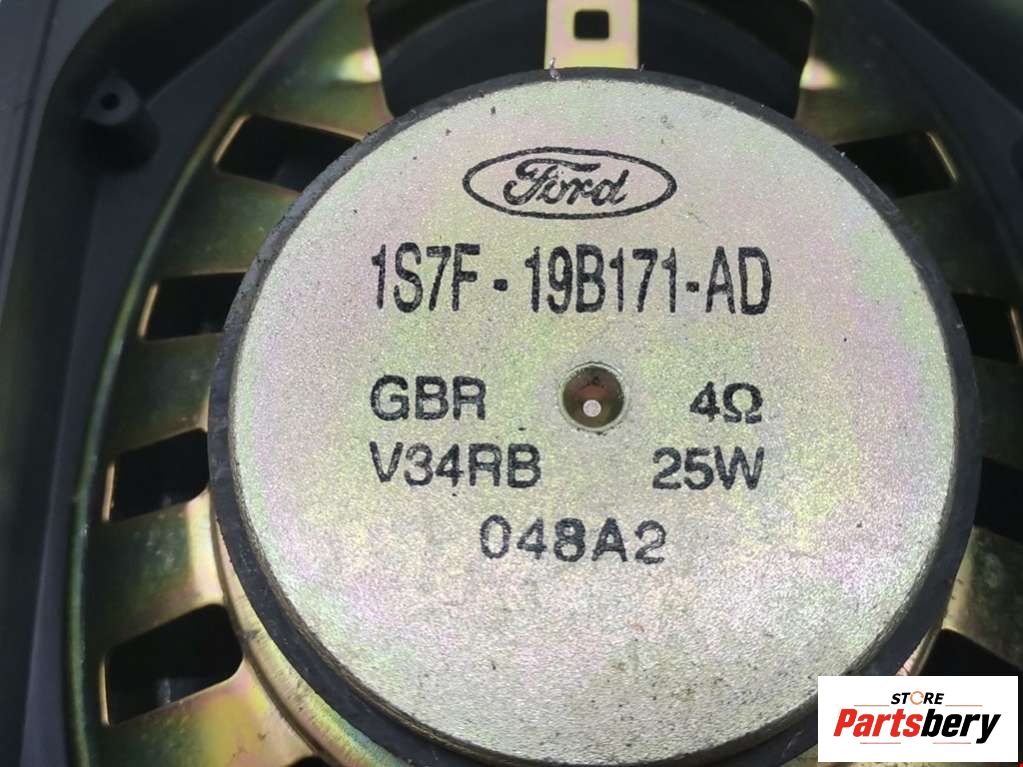 Ford
1S7F - 19B171-AD
GBR 4Ω
V34RB 25W
048A2
STORE
Partsbery